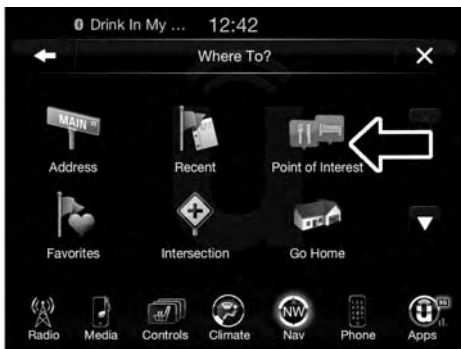 Drink In My ... 12:42
Where To?
MAIN ST
Address Recent Point of Interest
Favorites Intersection Go Home
NW
Radio Media Controls Climate Nav Phone Apps